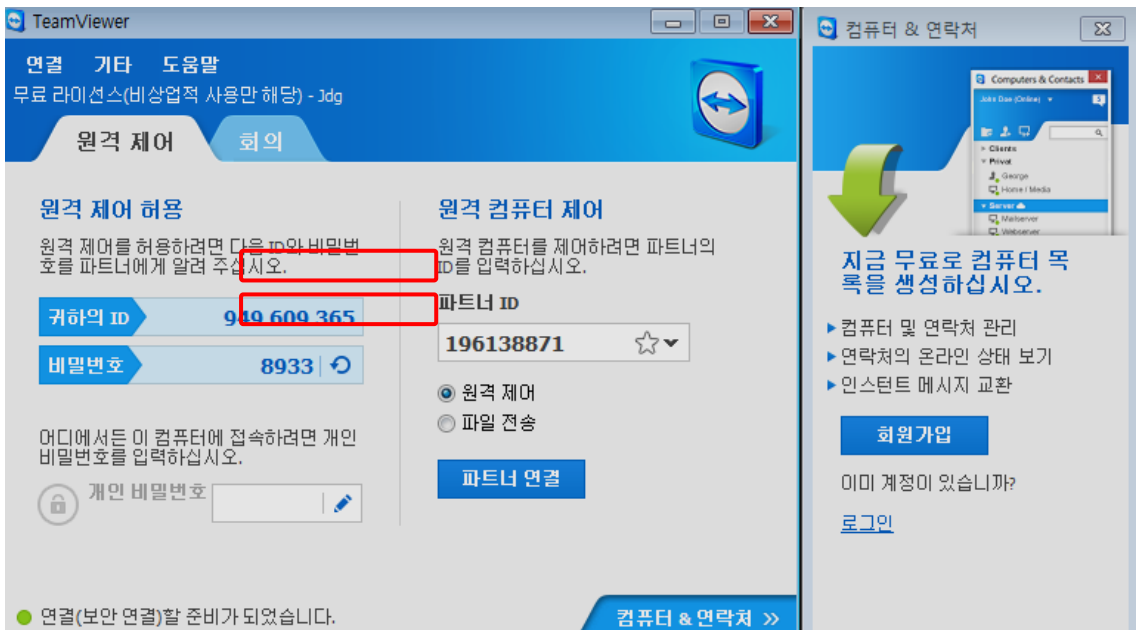 TeamViewer
연결 기타 도움말
무료 라이선스(비상업적 사용만 해당) - Jdg
원격 제어 회의
원격 제어 허용
원격 제어를 허용하려면 다음 ID와 비밀번
호를 파트너에게 알려 주십시오.
귀하의 ID 949 609 365
비밀번호 8933
어디에서든 이 컴퓨터에 접속하려면 개인
비밀번호를 입력하십시오.
개인 비밀번호
원격 컴퓨터 제어
원격 컴퓨터를 제어하려면 파트너의
ID를 입력하십시오.
파트너 ID
196138871
원격 제어
파일 전송
파트너 연결
연결(보안 연결)할 준비가 되었습니다.
컴퓨터 & 연락처 »
컴퓨터 & 연락처
Computers & Contacts
John Doe (Online)
Clients
Privat
George
Home / Media
Server
Mailserver
Webserver
지금 무료로 컴퓨터 목
록을 생성하십시오.
컴퓨터 및 연락처 관리
연락처의 온라인 상태 보기
인스턴트 메시지 교환
회원가입
이미 계정이 있습니까?
로그인